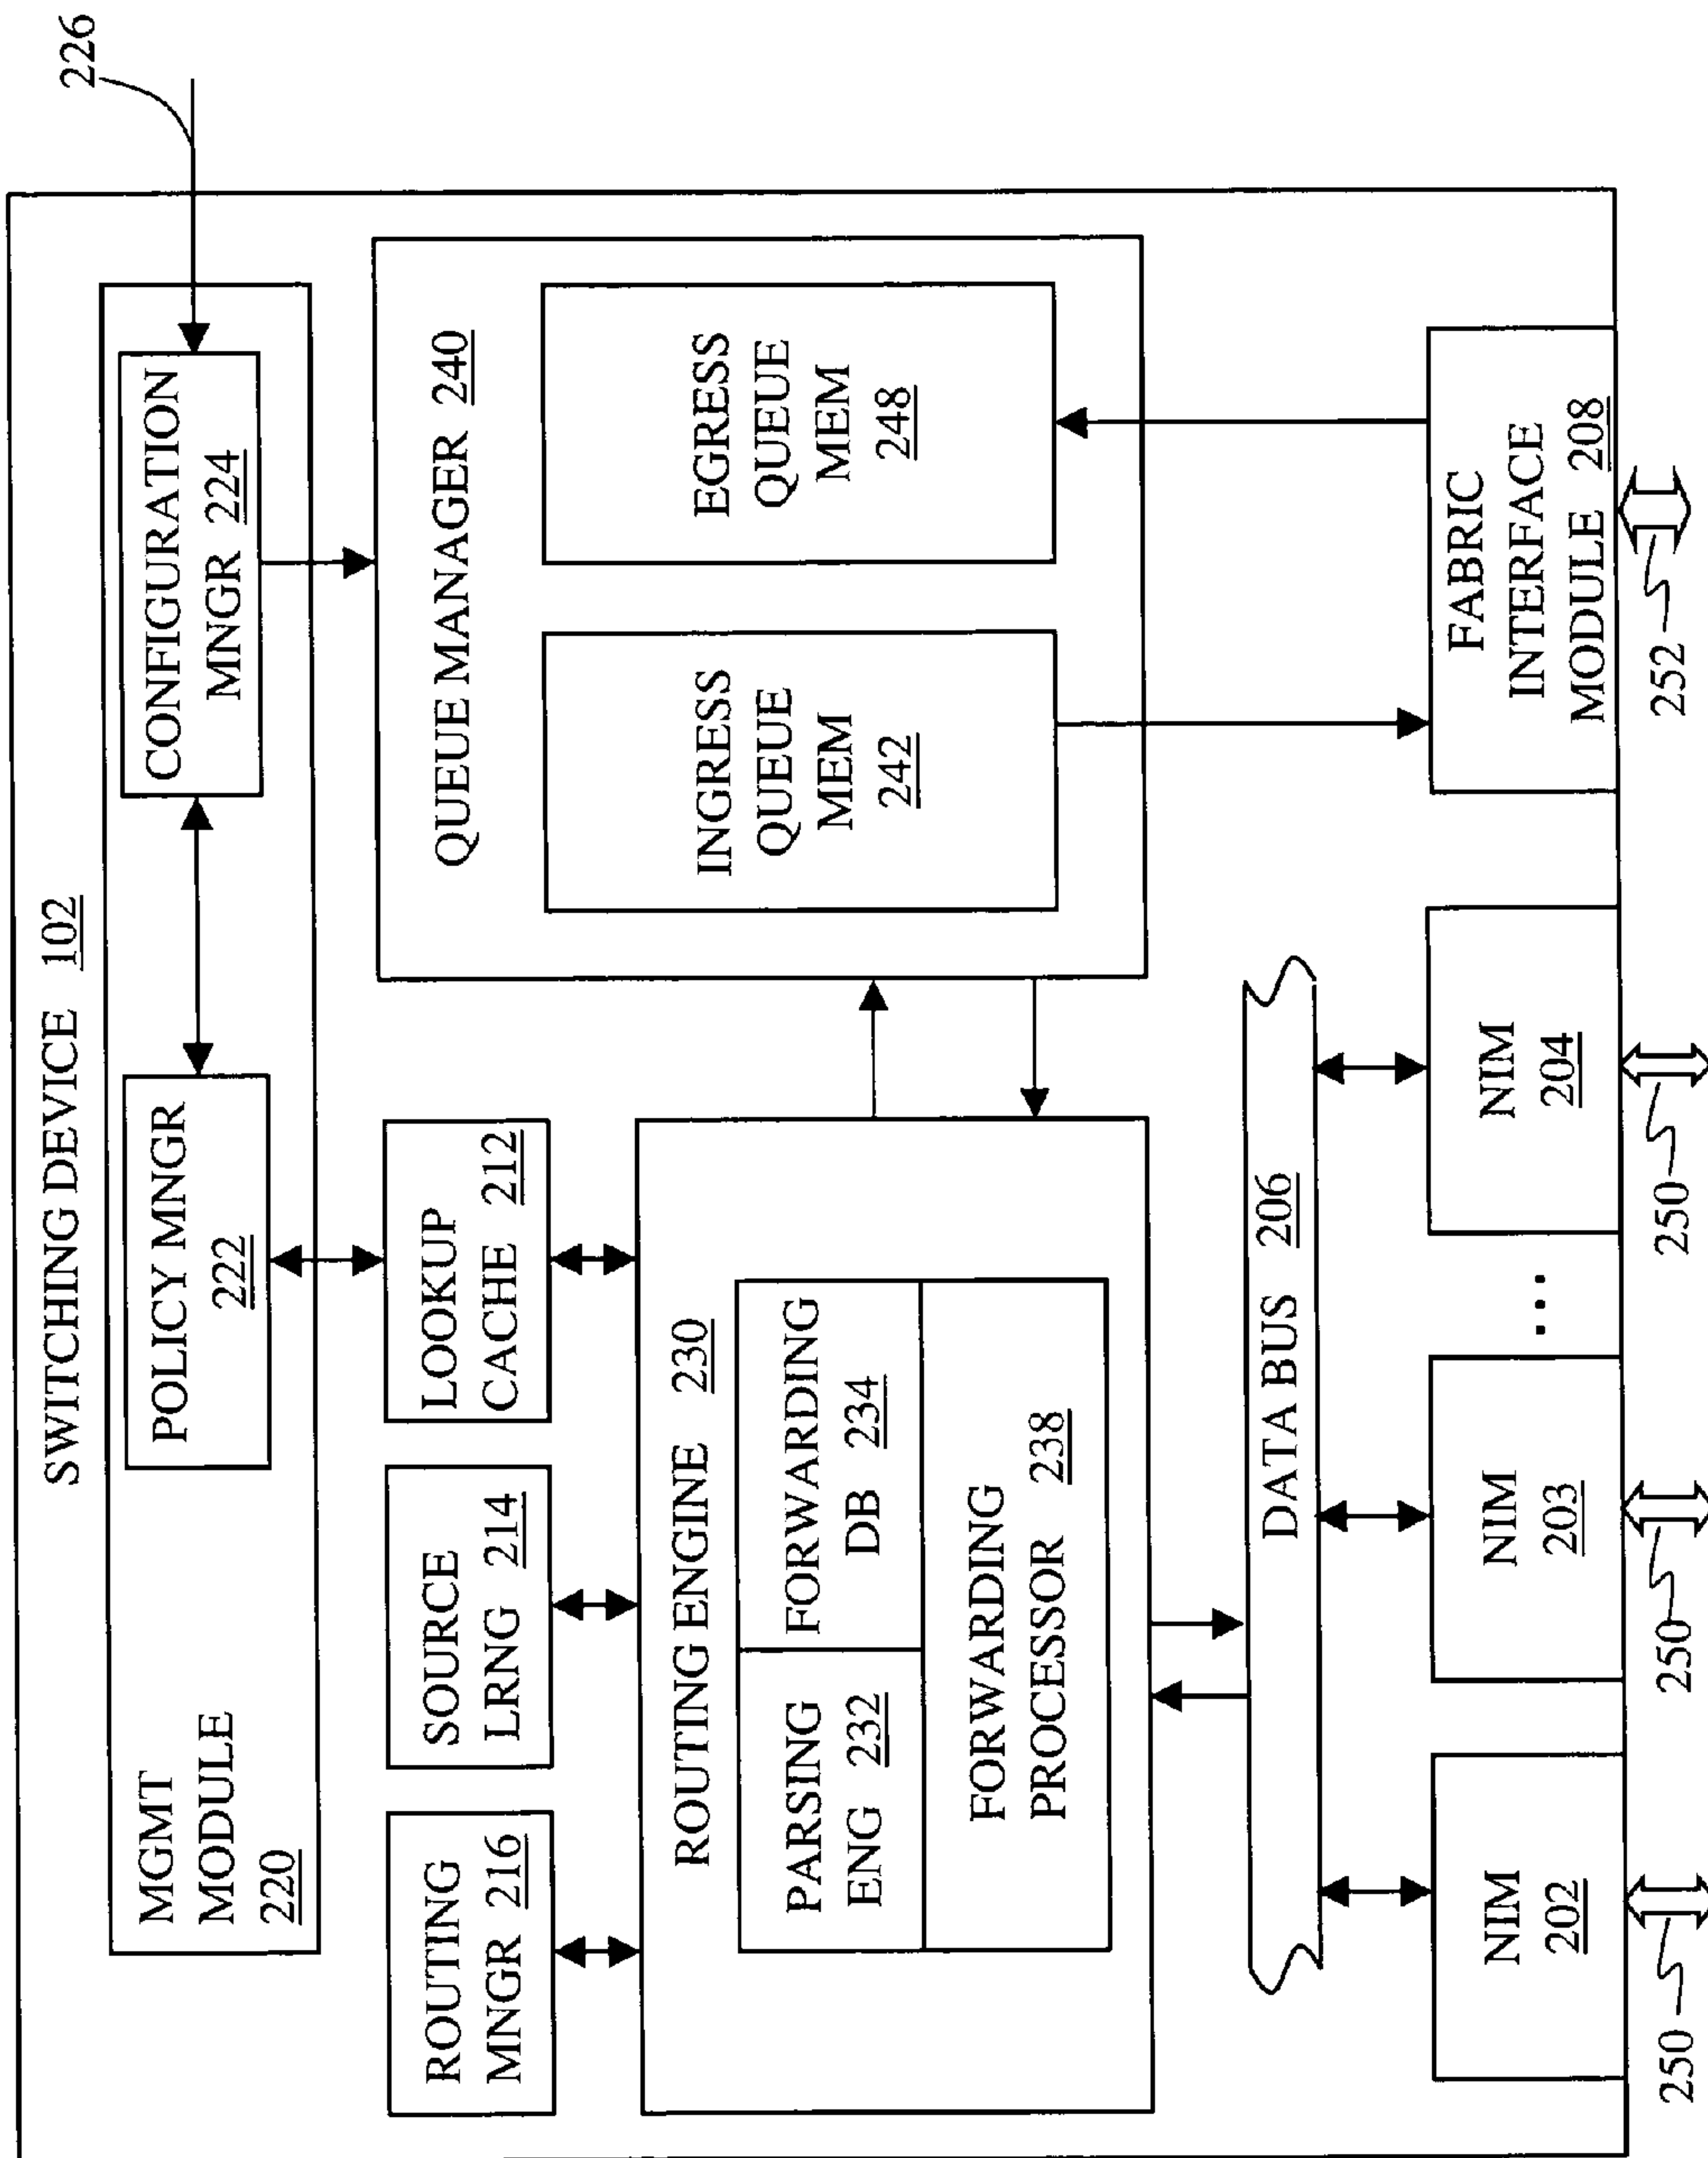 SWITCHING DEVICE 102
MGMT
MODULE
220
POLICY MNGR
222
CONFIGURATION
MNGR 224
226
ROUTING
MNGR 216
SOURCE
LRNG 214
LOOKUP
CACHE 212
QUEUE MANAGER 240
INGRESS
QUEUE
MEM
242
EGRESS
QUEUE
MEM
248
ROUTING ENGINE 230
PARSING
ENG 232
FORWARDING
DB 234
FORWARDING
PROCESSOR 238
DATA BUS 206
NIM
202
NIM
203
...
NIM
204
FABRIC
INTERFACE
MODULE 208
250
250
250
252